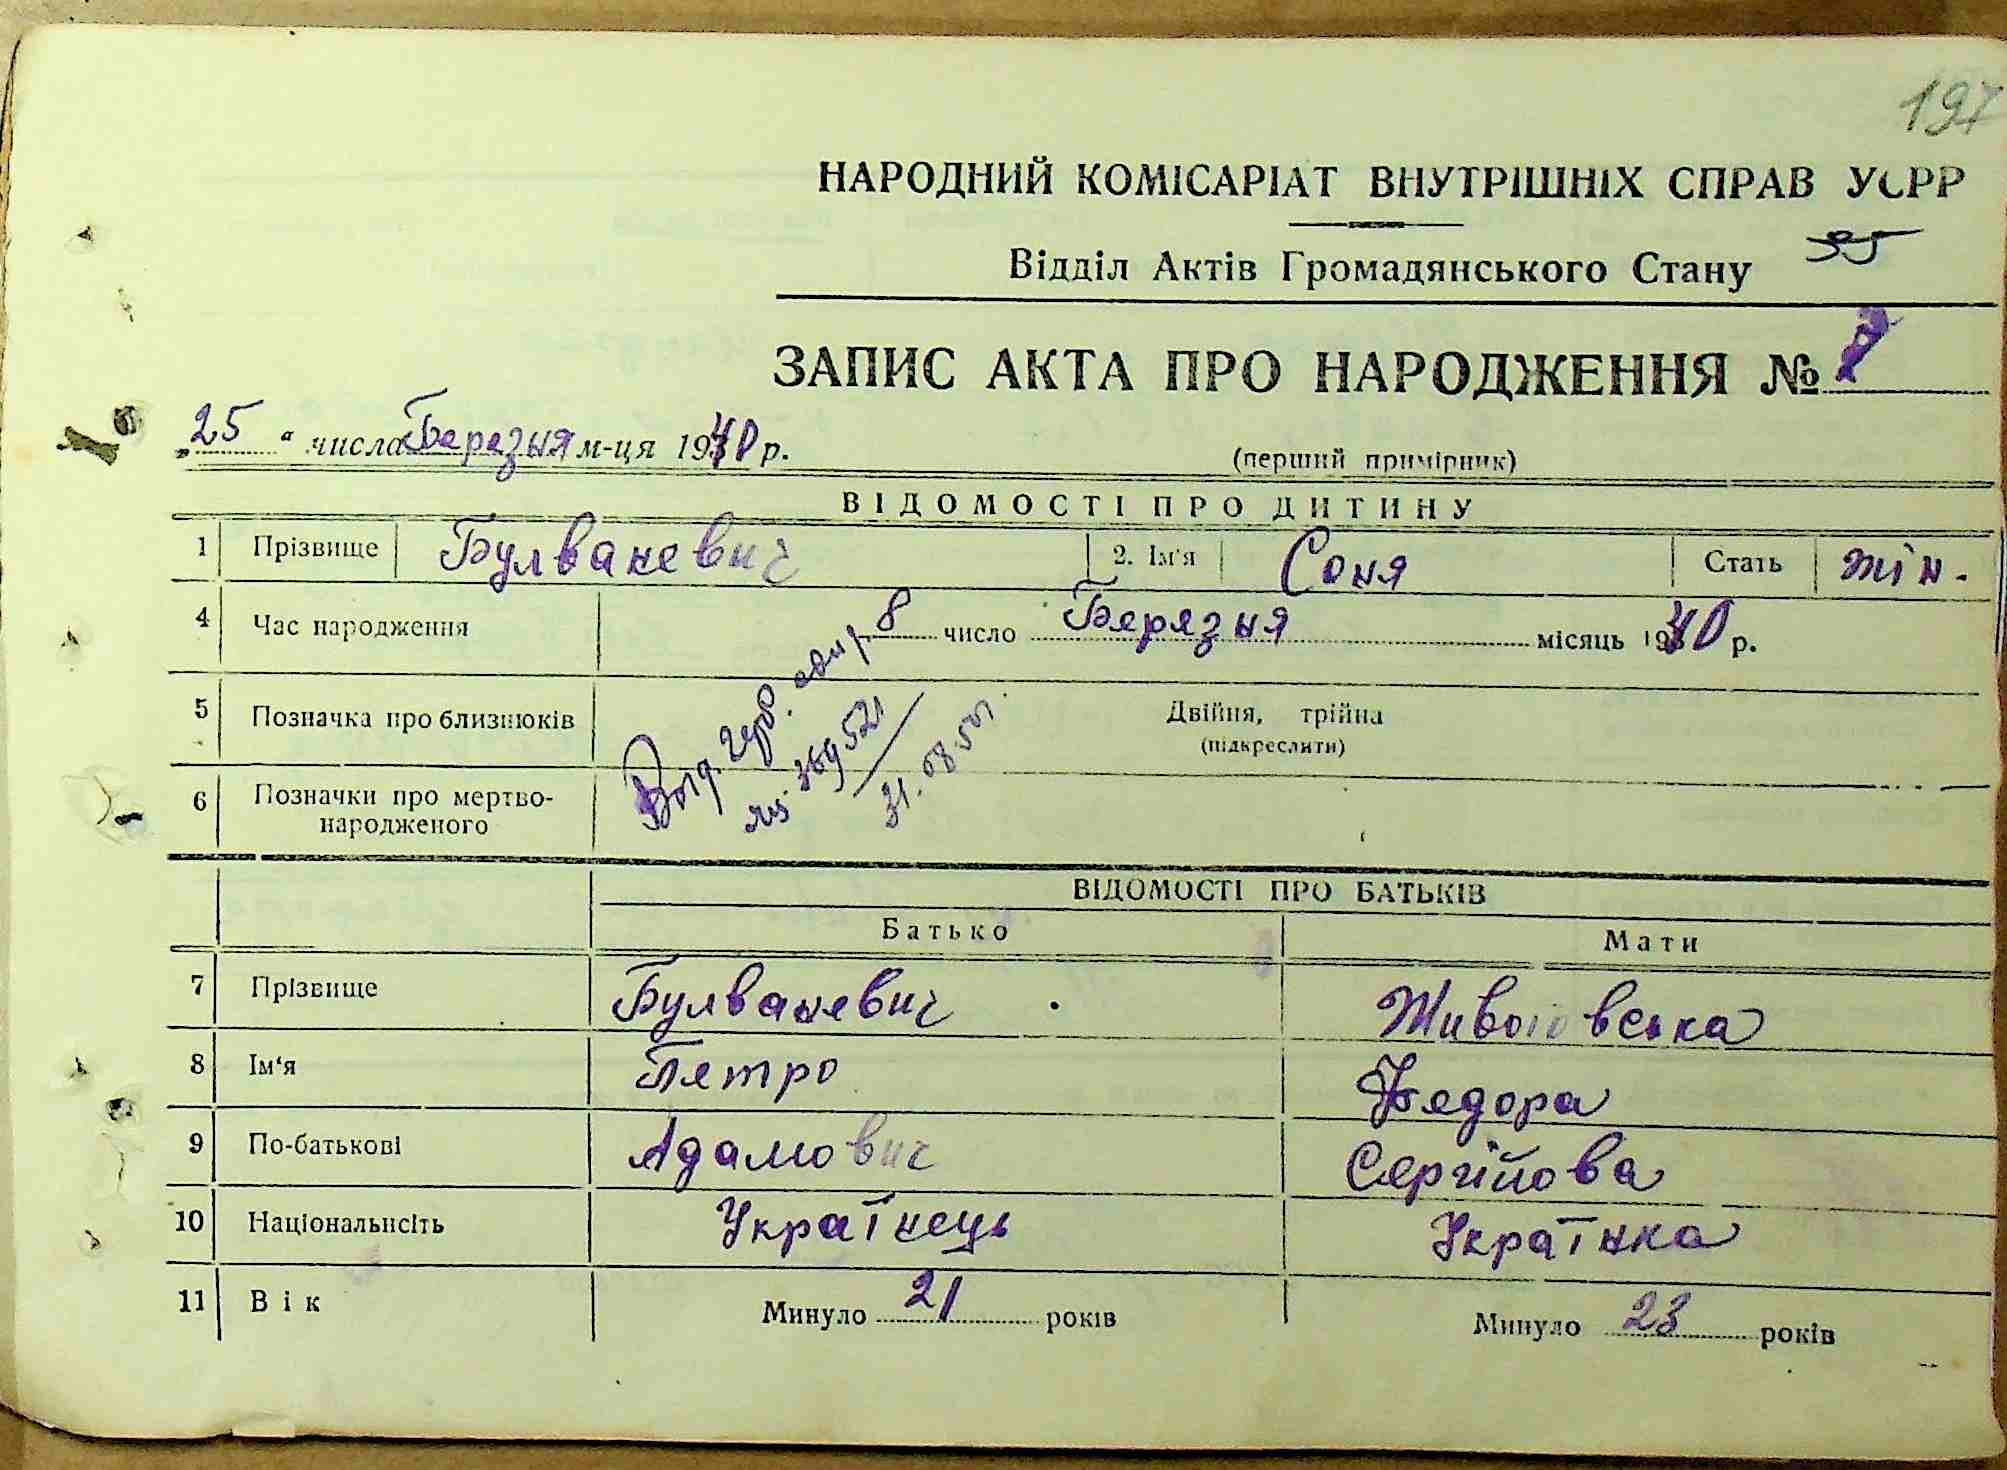 197
НАРОДНИЙ КОМІСАРІАТ ВНУТРІШНІХ СПРАВ УСРР
Відділ Актів Громадянського Стану
ЗАПИС АКТА ПРО НАРОДЖЕННЯ №
„25“ числа Березня м-ця 1940 р.
(перший примірник)
ВІДОМОСТІ ПРО ДИТИНУ
1 Прізвище Булваневич 2. Ім'я Соня Стать жін.
4 Час народження 8 число Берязня місяць 1940 р.
5 Позначка про близнюків Двійня, трійна
(підкреслити)
6 Позначки про мертво-
народженого
369521
ВІДОМОСТІ ПРО БАТЬКІВ
Батько Мати
7 Прізвище Булваневич
8 Ім'я Пятро Федора
9 По-батькові Адамович Сергійова
10 Національність Українець Українка
11 Вік Минуло 21 років Минуло 23 років